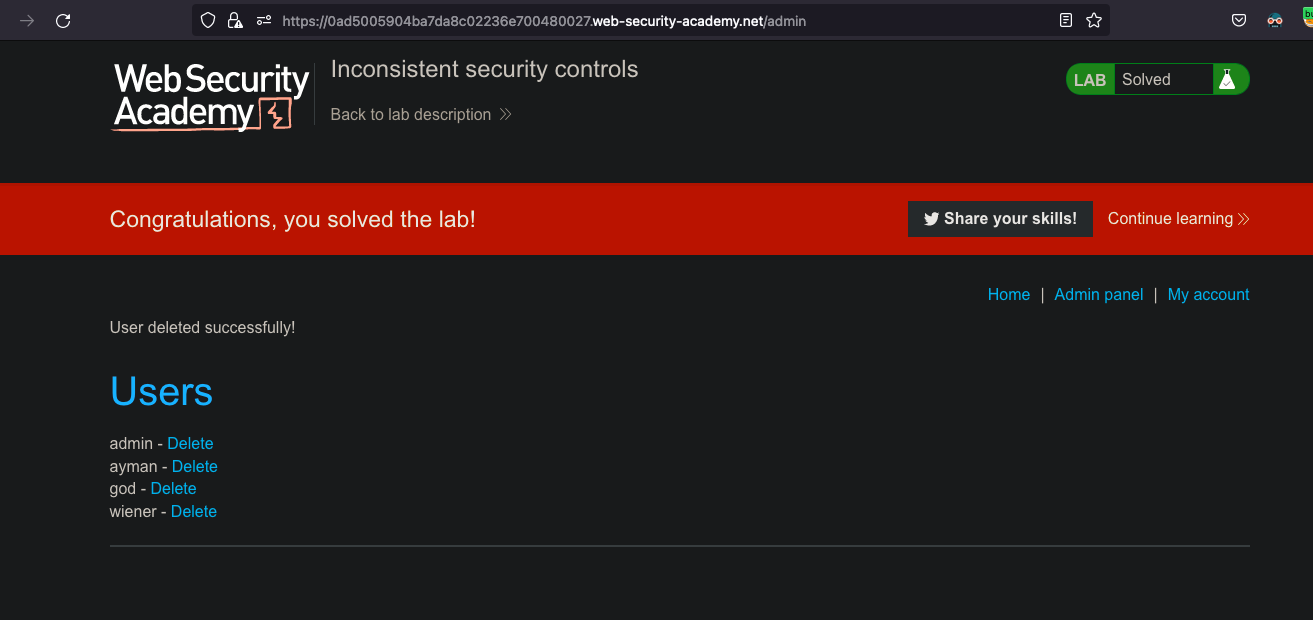 https://0ad5005904ba7da8c02236e700480027.web-security-academy.net/admin
Web Security
Academy
Inconsistent security controls
Back to lab description
LAB Solved
Congratulations, you solved the lab!
Share your skills! Continue learning
Home | Admin panel | My account
User deleted successfully!
Users
admin - Delete
ayman - Delete
god - Delete
wiener - Delete